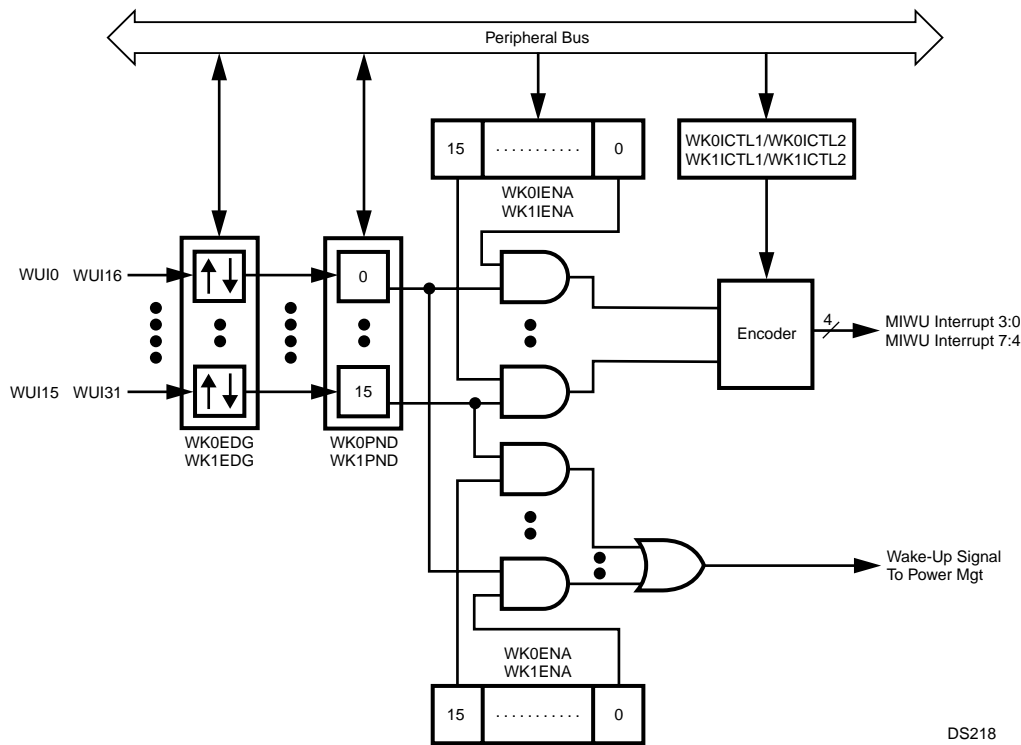 Peripheral Bus
15 ........... 0
WK0ICTL1/WK0ICTL2
WK1ICTL1/WK1ICTL2
WK0IENA
WK1IENA
WUI0 WUI16
0
4
Encoder
MIWU Interrupt 3:0
MIWU Interrupt 7:4
WUI15 WUI31
15
WK0EDG
WK1EDG
WK0PND
WK1PND
Wake-Up Signal
To Power Mgt
WK0ENA
WK1ENA
15 ........... 0
DS218